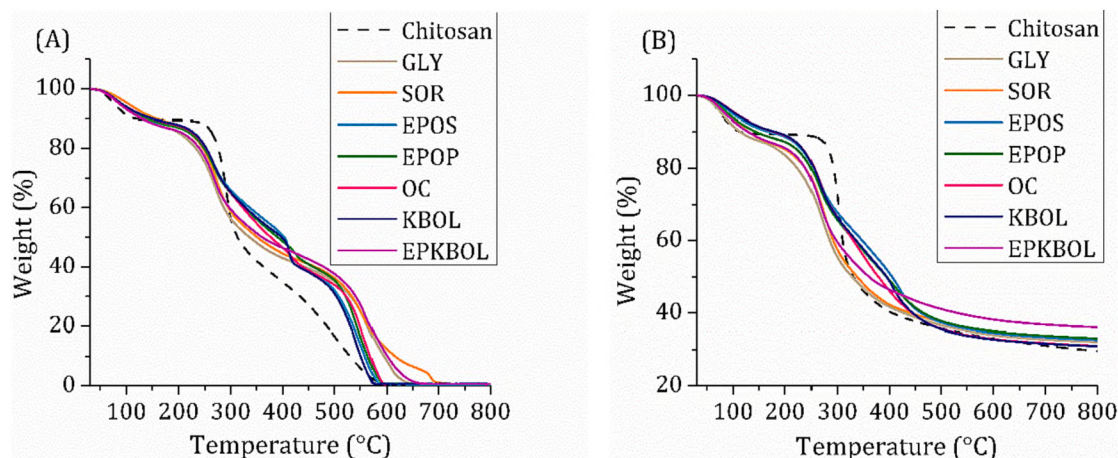 (A)
Chitosan
GLY
SOR
EPOS
EPOP
OC
KBOL
EPKBOL
100
80
60
40
20
0
Weight (%)
100 200 300 400 500 600 700 800
Temperature (°C)
(B)
Chitosan
GLY
SOR
EPOS
EPOP
OC
KBOL
EPKBOL
100
80
60
40
20
Weight (%)
100 200 300 400 500 600 700 800
Temperature (°C)